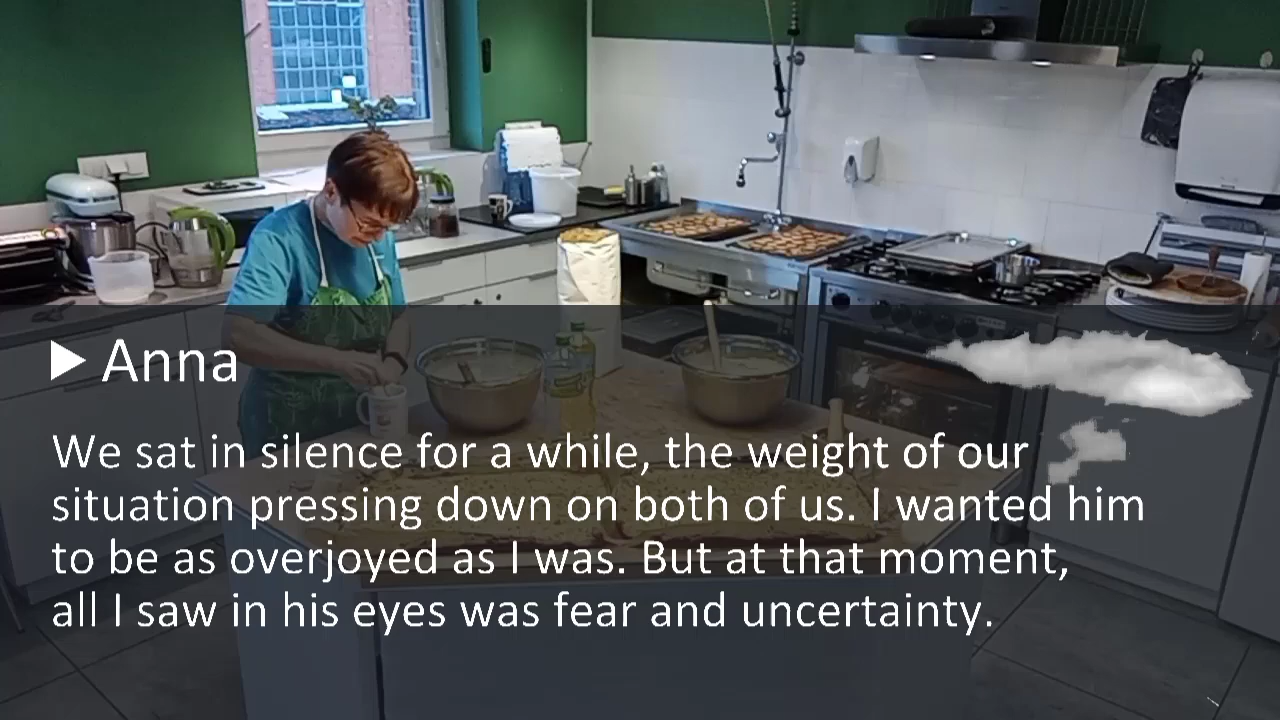 Anna
We sat in silence for a while, the weight of our
situation pressing down on both of us. I wanted him
to be as overjoyed as I was. But at that moment,
all I saw in his eyes was fear and uncertainty.